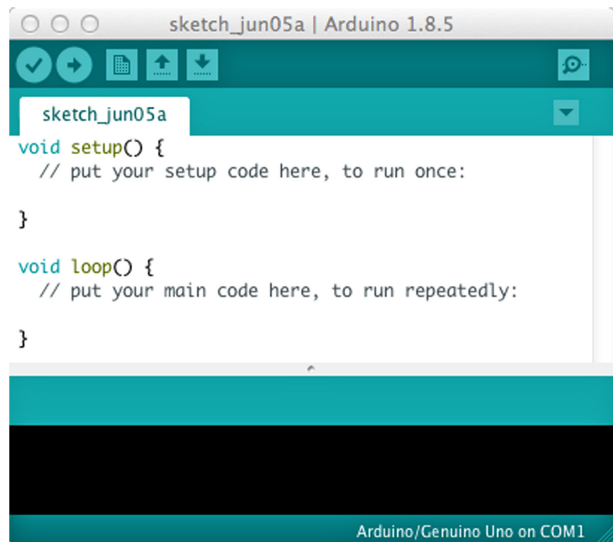 sketch_jun05a | Arduino 1.8.5
sketch_jun05a
void setup() {
  // put your setup code here, to run once:
}
void loop() {
  // put your main code here, to run repeatedly:
}
Arduino/Genuino Uno on COM1